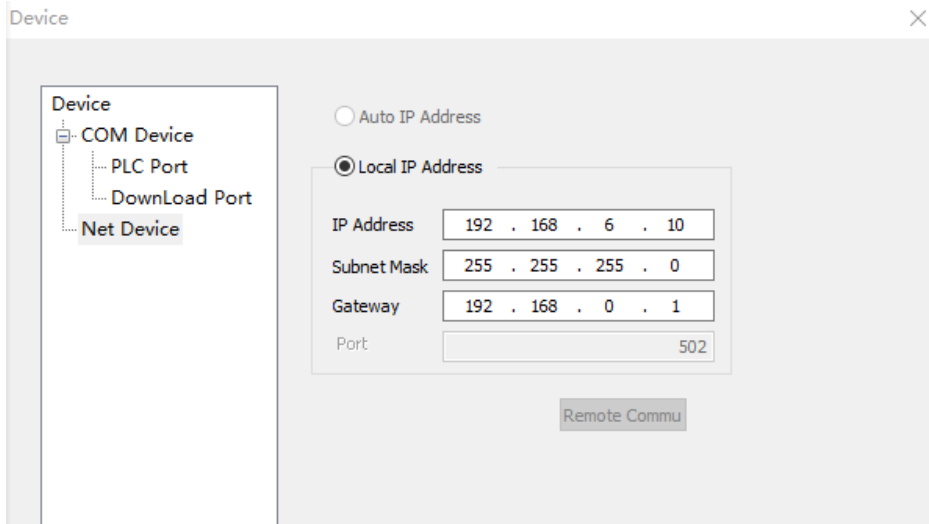 Device
Device
COM Device
PLC Port
DownLoad Port
Net Device
Auto IP Address
Local IP Address
IP Address 192 . 168 . 6 . 10
Subnet Mask 255 . 255 . 255 . 0
Gateway 192 . 168 . 0 . 1
Port 502
Remote Commu